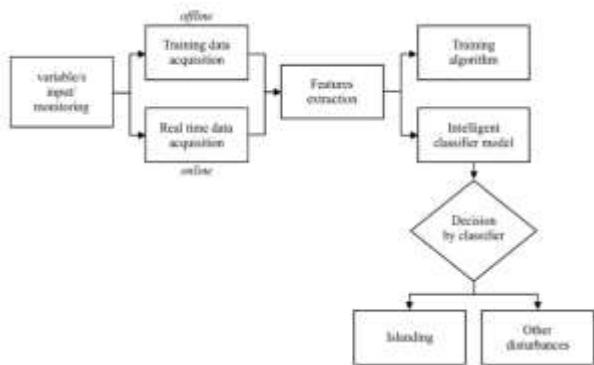 offline
Training data
acquisition
variable/s
input/
monitoring
Real time data
acquisition
online
Features
extraction
Training
algorithm
Intelligent
classifier model
Decision
by classifier
Islanding
Other
disturbances